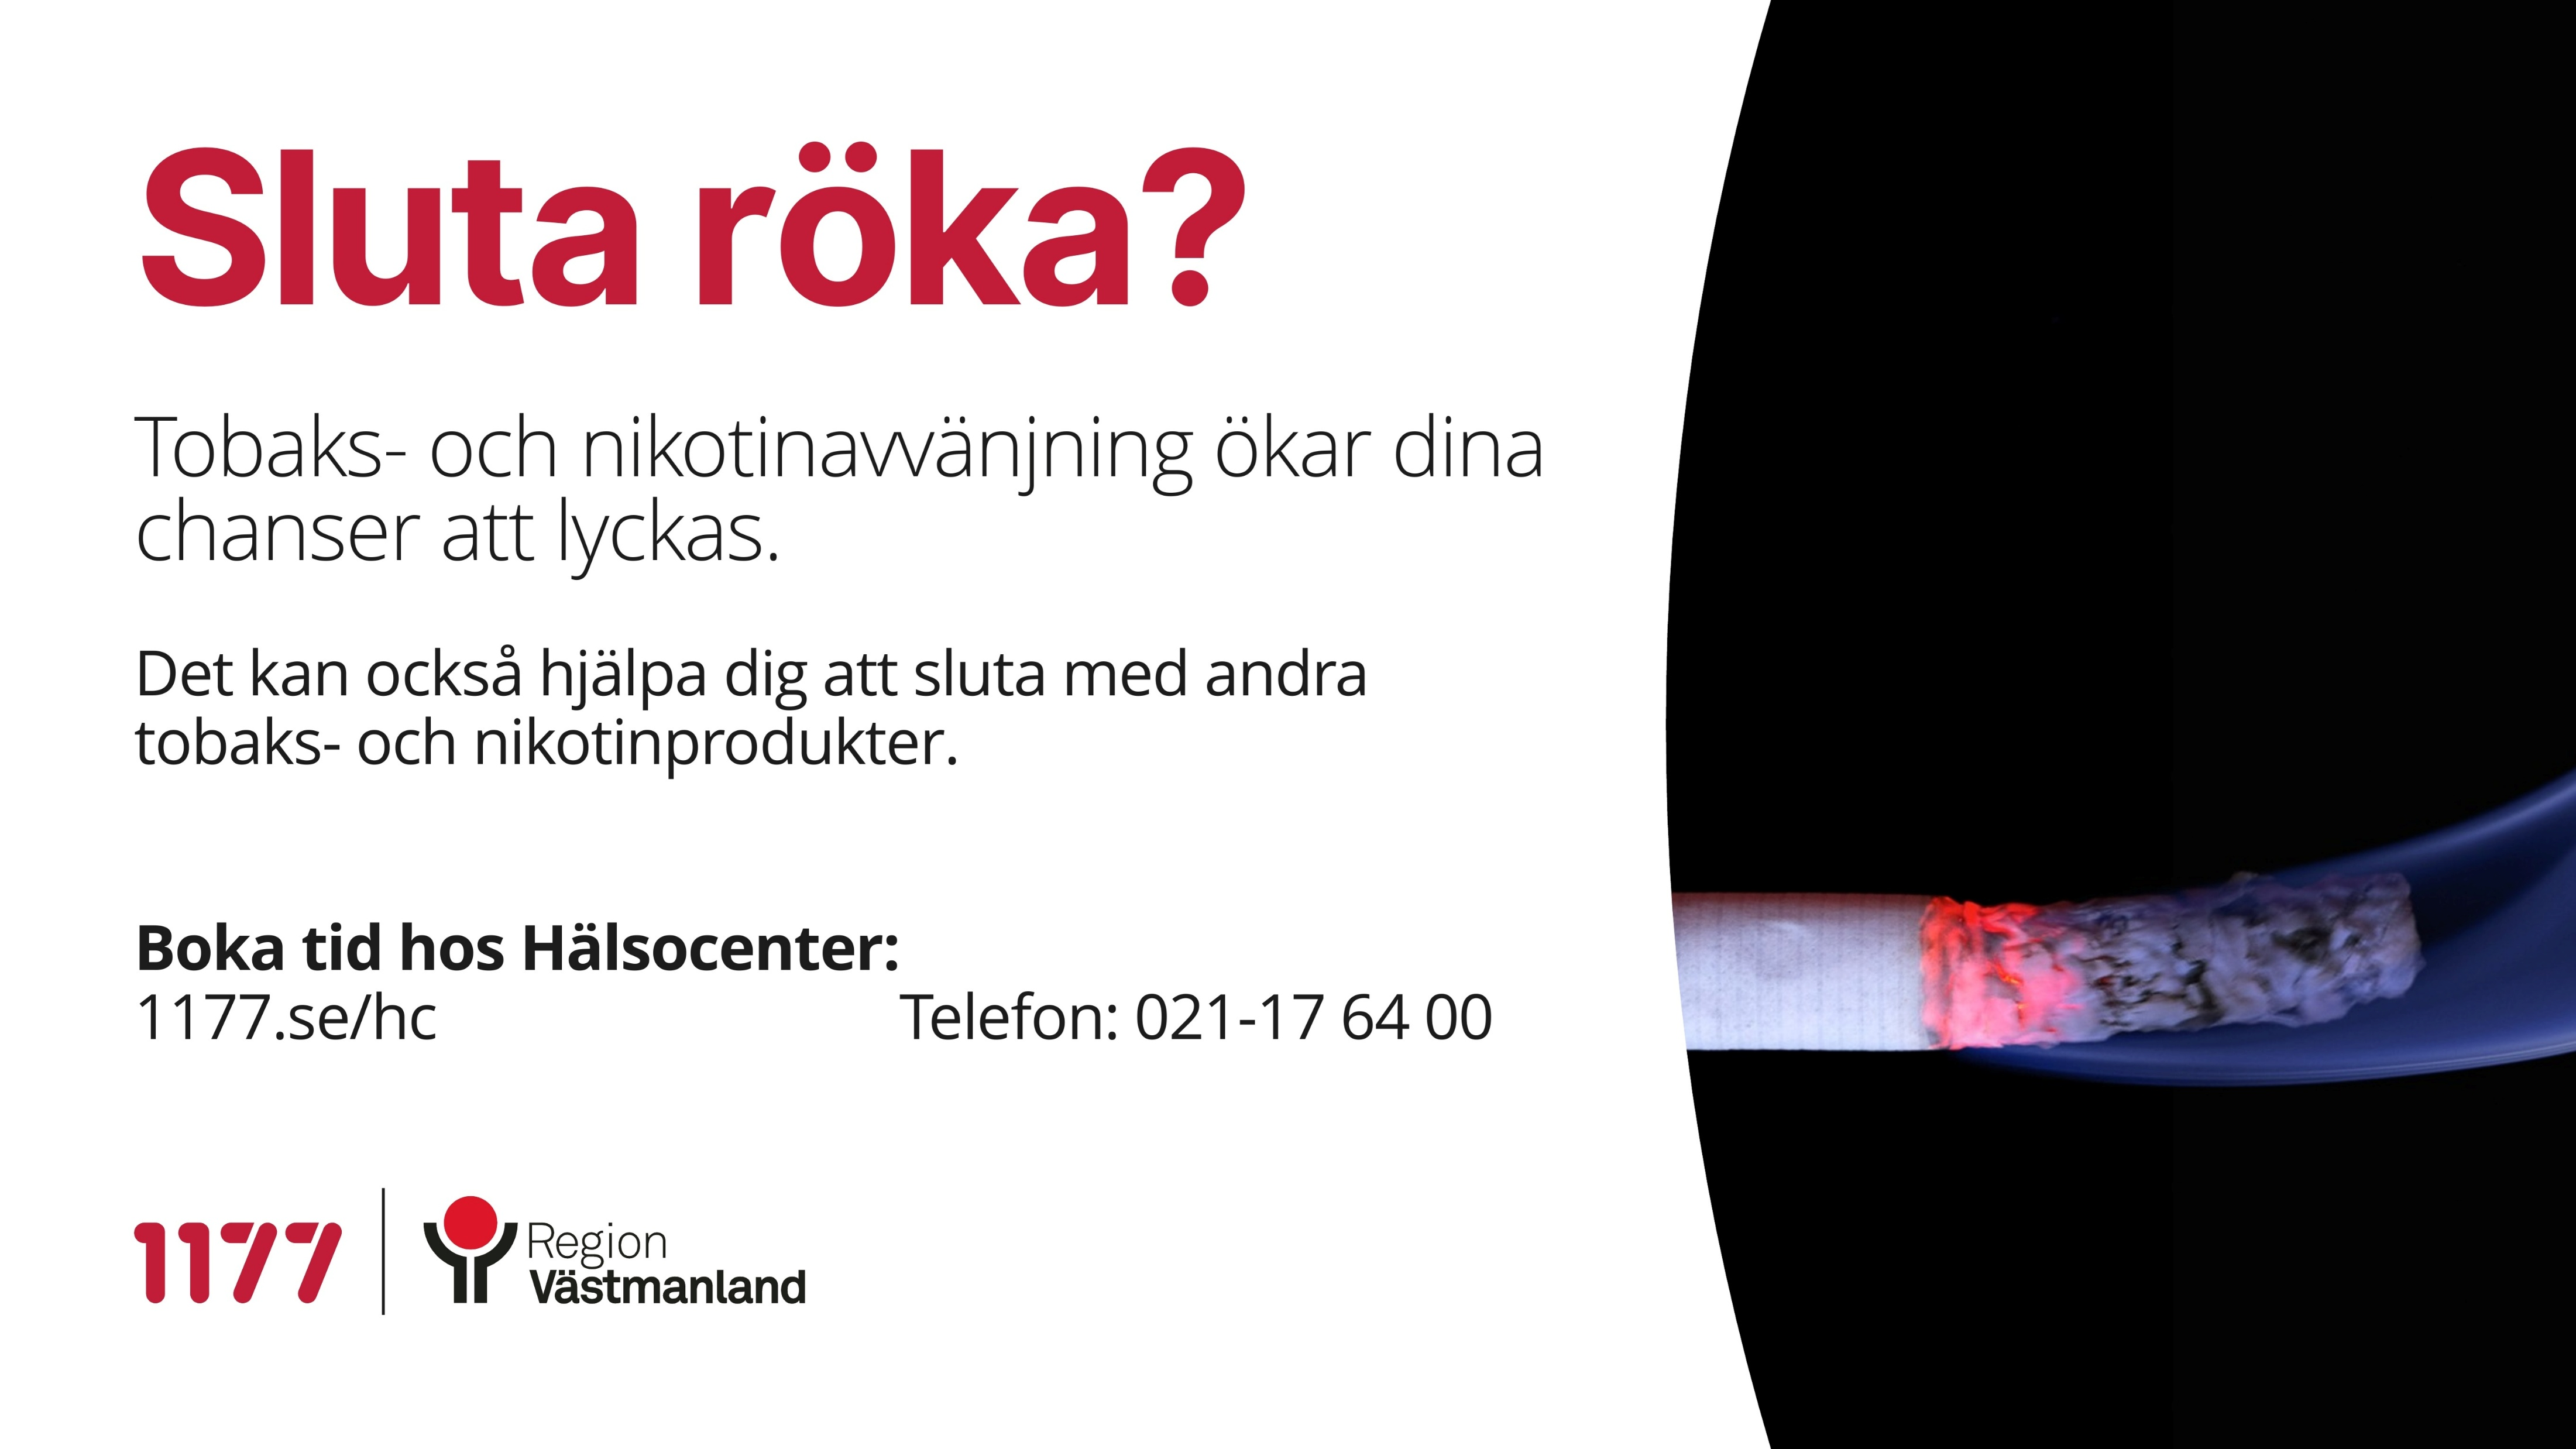 Sluta röka?
Tobaks- och nikotinavvänjning ökar dina
chanser att lyckas.
Det kan också hjälpa dig att sluta med andra
tobaks- och nikotinprodukter.
Boka tid hos Hälsocenter:
1177.se/hc Telefon: 021-17 64 00
1177
Region
Västmanland